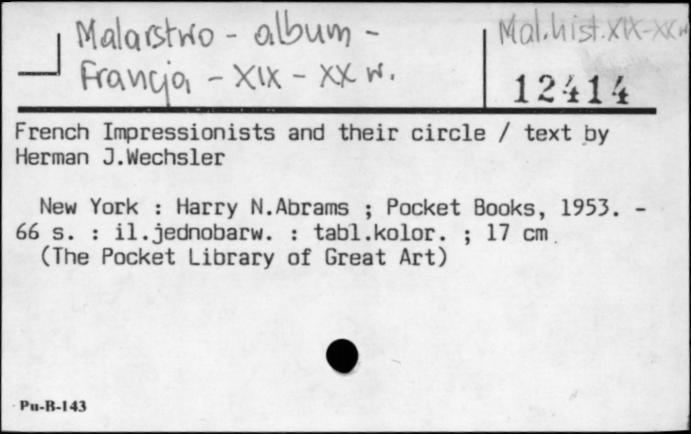 Malarstwo - album -
Francja - XIX - XX w.
Mal.hist.XIX-XX w
12414
French Impressionists and their circle / text by
Herman J.Wechsler
New York : Harry N.Abrams ; Pocket Books, 1953. -
66 s. : il.jednobarw. : tabl.kolor. ; 17 cm.
(The Pocket Library of Great Art)
Pu-B-143